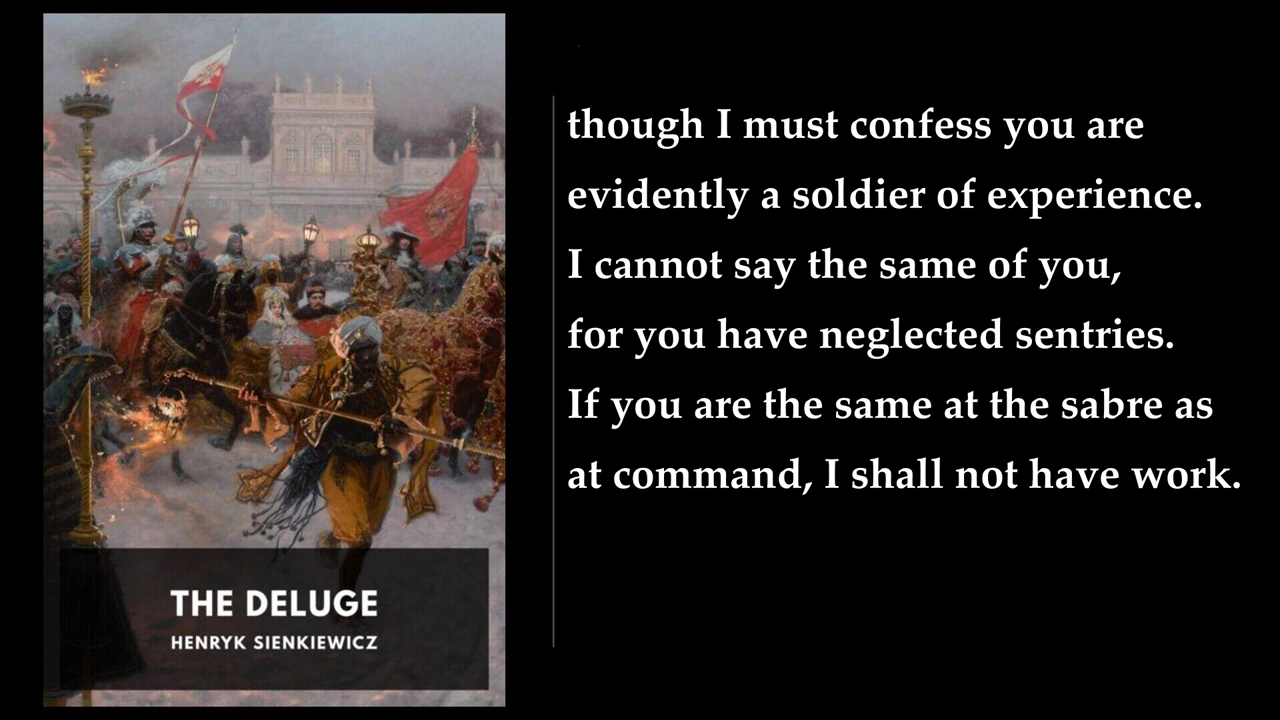 THE DELUGE
HENRYK SIENKIEWICZ
though I must confess you are
evidently a soldier of experience.
I cannot say the same of you,
for you have neglected sentries.
If you are the same at the sabre as
at command, I shall not have work.